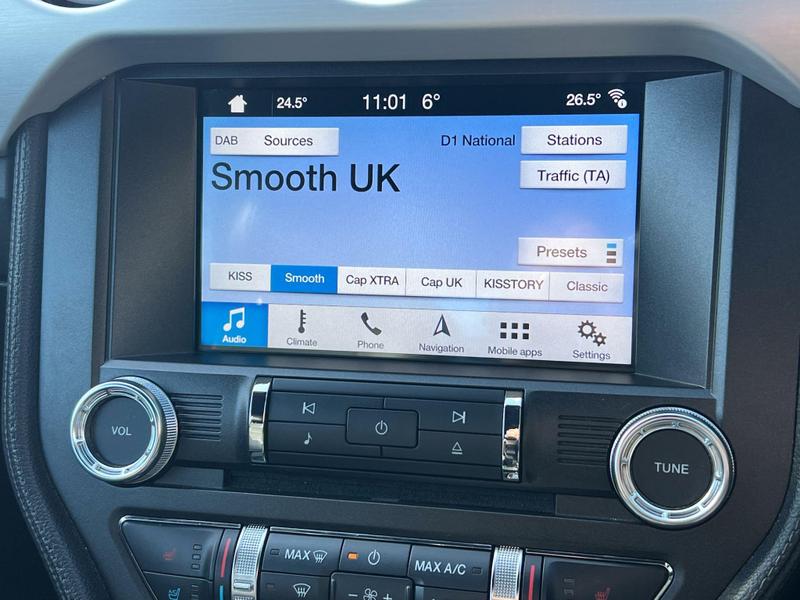 24.5° 11:01 6° 26.5°
DAB Sources D1 National Stations
Smooth UK Traffic (TA)
Presets
KISS Smooth Cap XTRA Cap UK KISSTORY Classic
Audio Climate Phone Navigation Mobile apps Settings
VOL
TUNE
MAX MAX A/C